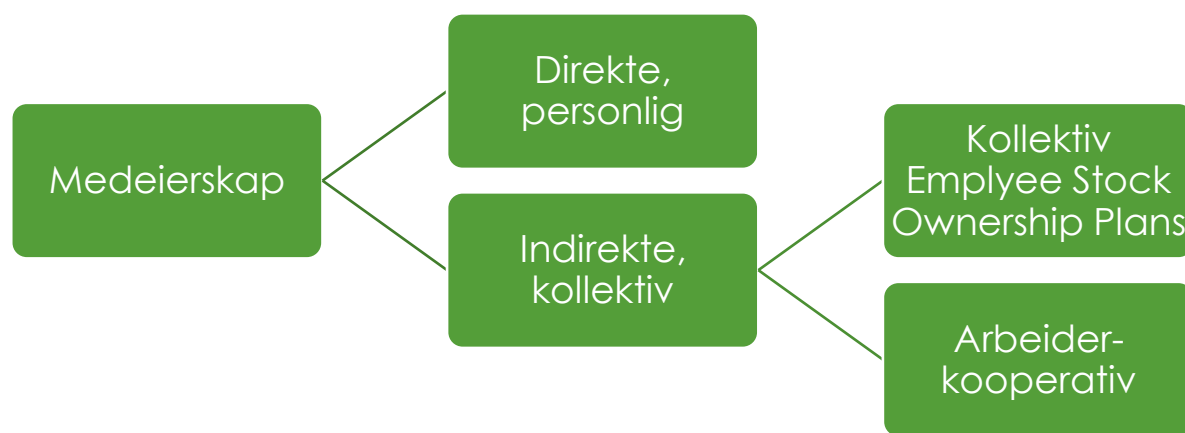 Medeierskap
Direkte,
personlig
Indirekte,
kollektiv
Kollektiv
Emplyee Stock
Ownership Plans
Arbeider-
kooperativ